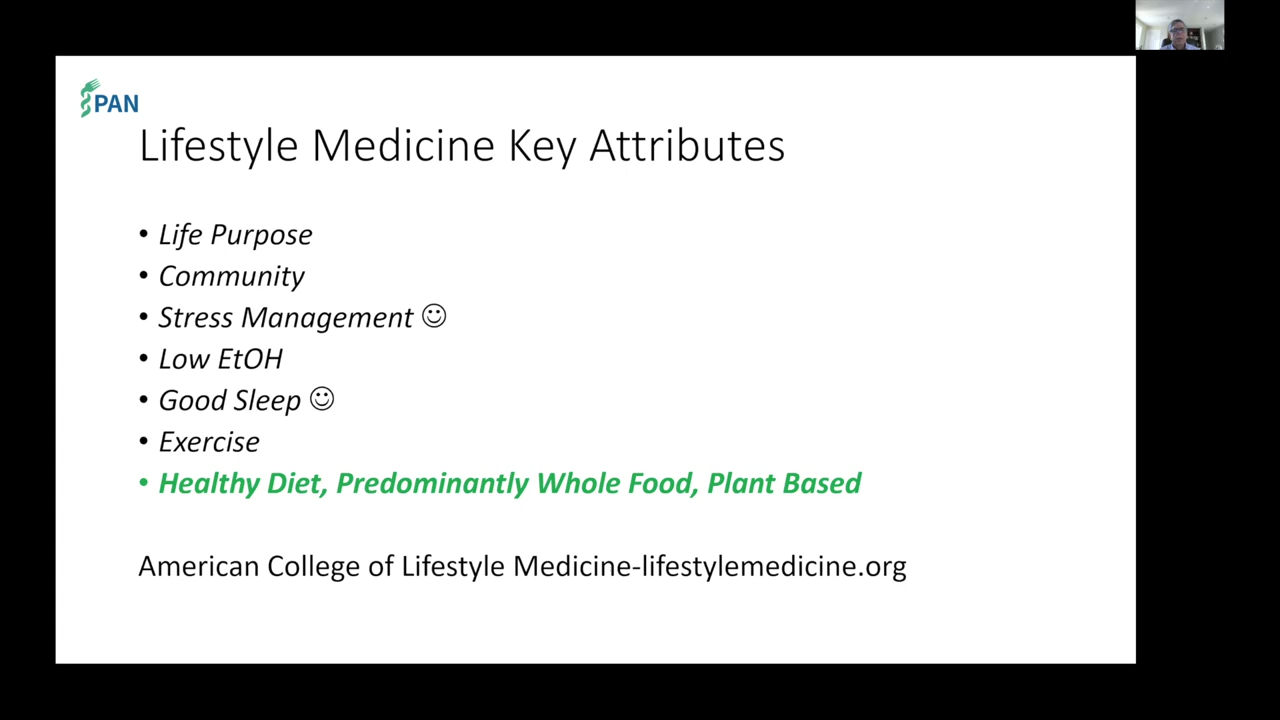 PAN
Lifestyle Medicine Key Attributes
• Life Purpose
• Community
• Stress Management ☺
• Low EtOH
• Good Sleep ☺
• Exercise
• Healthy Diet, Predominantly Whole Food, Plant Based
American College of Lifestyle Medicine-lifestylemedicine.org